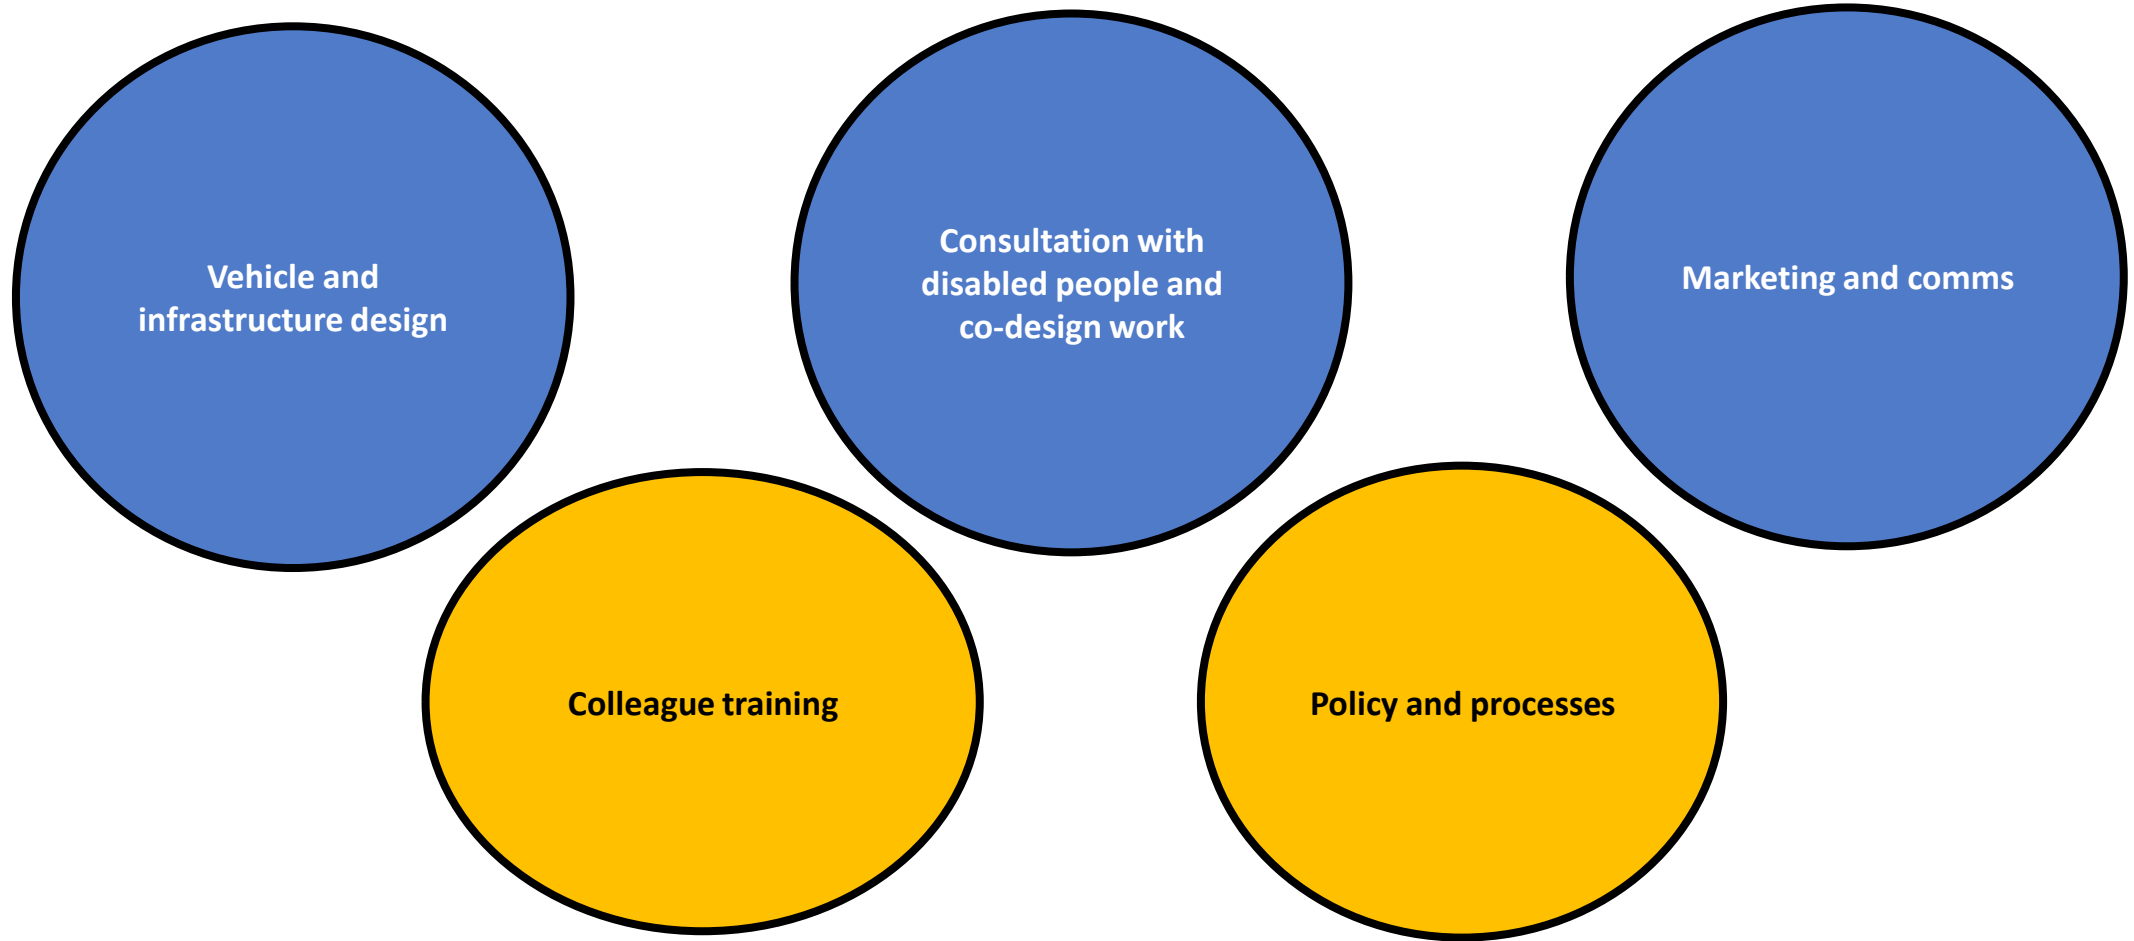 Vehicle and
infrastructure design
Consultation with
disabled people and
co-design work
Marketing and comms
Colleague training
Policy and processes